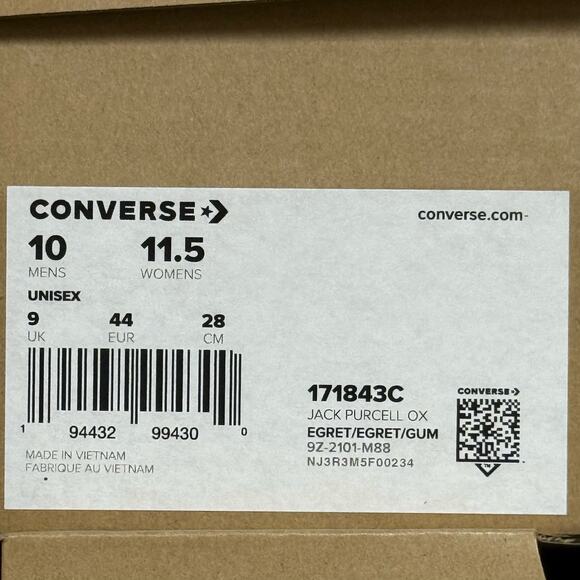 CONVERSE
converse.com-
10 11.5
MENS WOMENS
UNISEX
9 44 28
UK EUR CM
1 94432 99430 0
MADE IN VIETNAM
FABRIQUE AU VIETNAM
171843C
JACK PURCELL OX
EGRET/EGRET/GUM
9Z-2101-M88
NJ3R3M5F00234
CONVERSE
TM